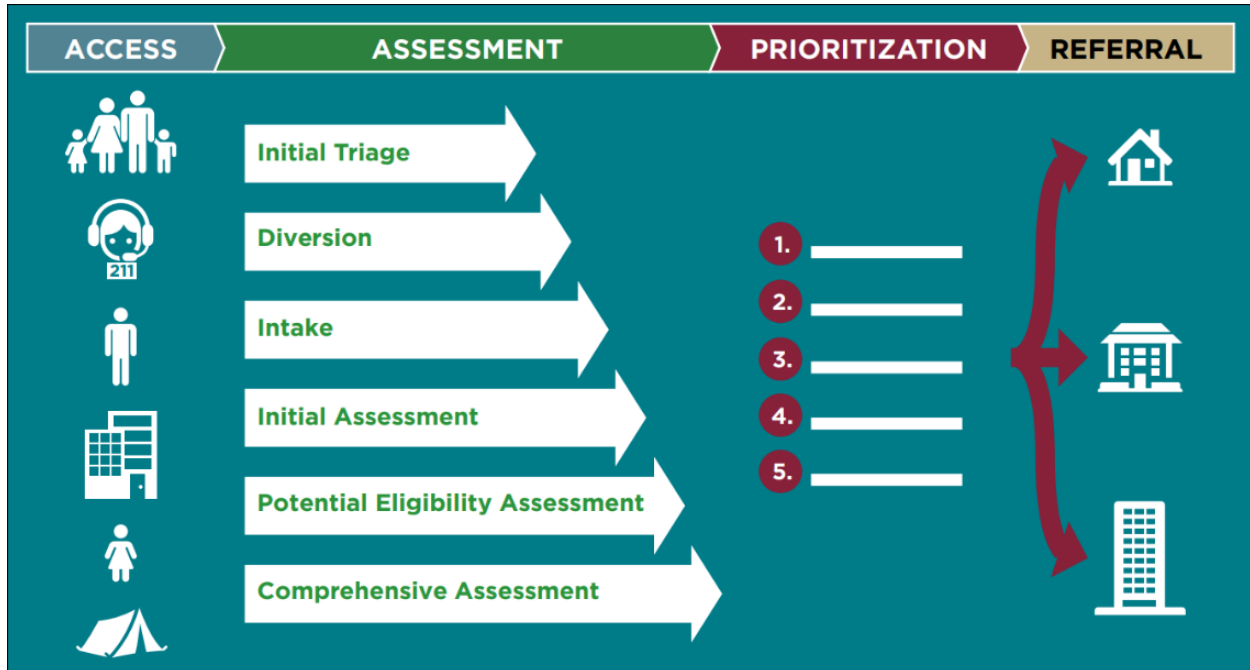 ACCESS
ASSESSMENT
PRIORITIZATION
REFERRAL
Initial Triage
Diversion
211
Intake
Initial Assessment
Potential Eligibility Assessment
Comprehensive Assessment
1.
2.
3.
4.
5.